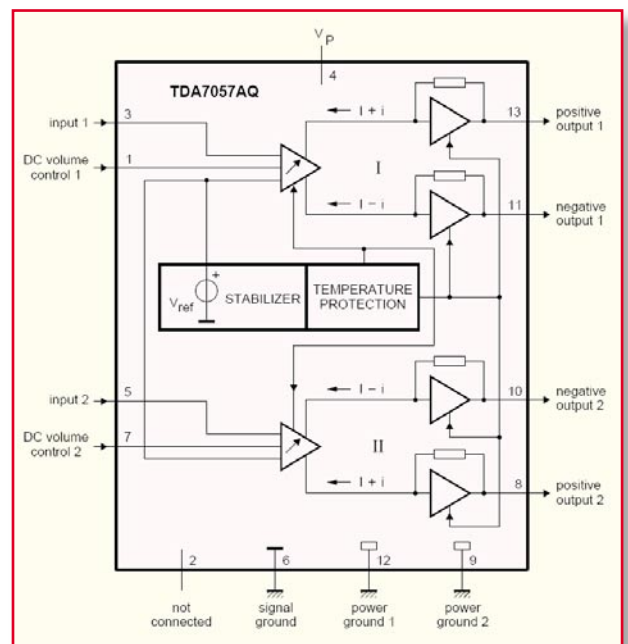 V P
4
TDA7057AQ
input 1
3
DC volume
control 1
1
I + i
13
positive
output 1
I
I – i
11
negative
output 1
+
Vref
STABILIZER
TEMPERATURE
PROTECTION
input 2
5
DC volume
control 2
7
I – i
10
negative
output 2
II
I + i
8
positive
output 2
2
6
12
9
not
connected
signal
ground
power
ground 1
power
ground 2